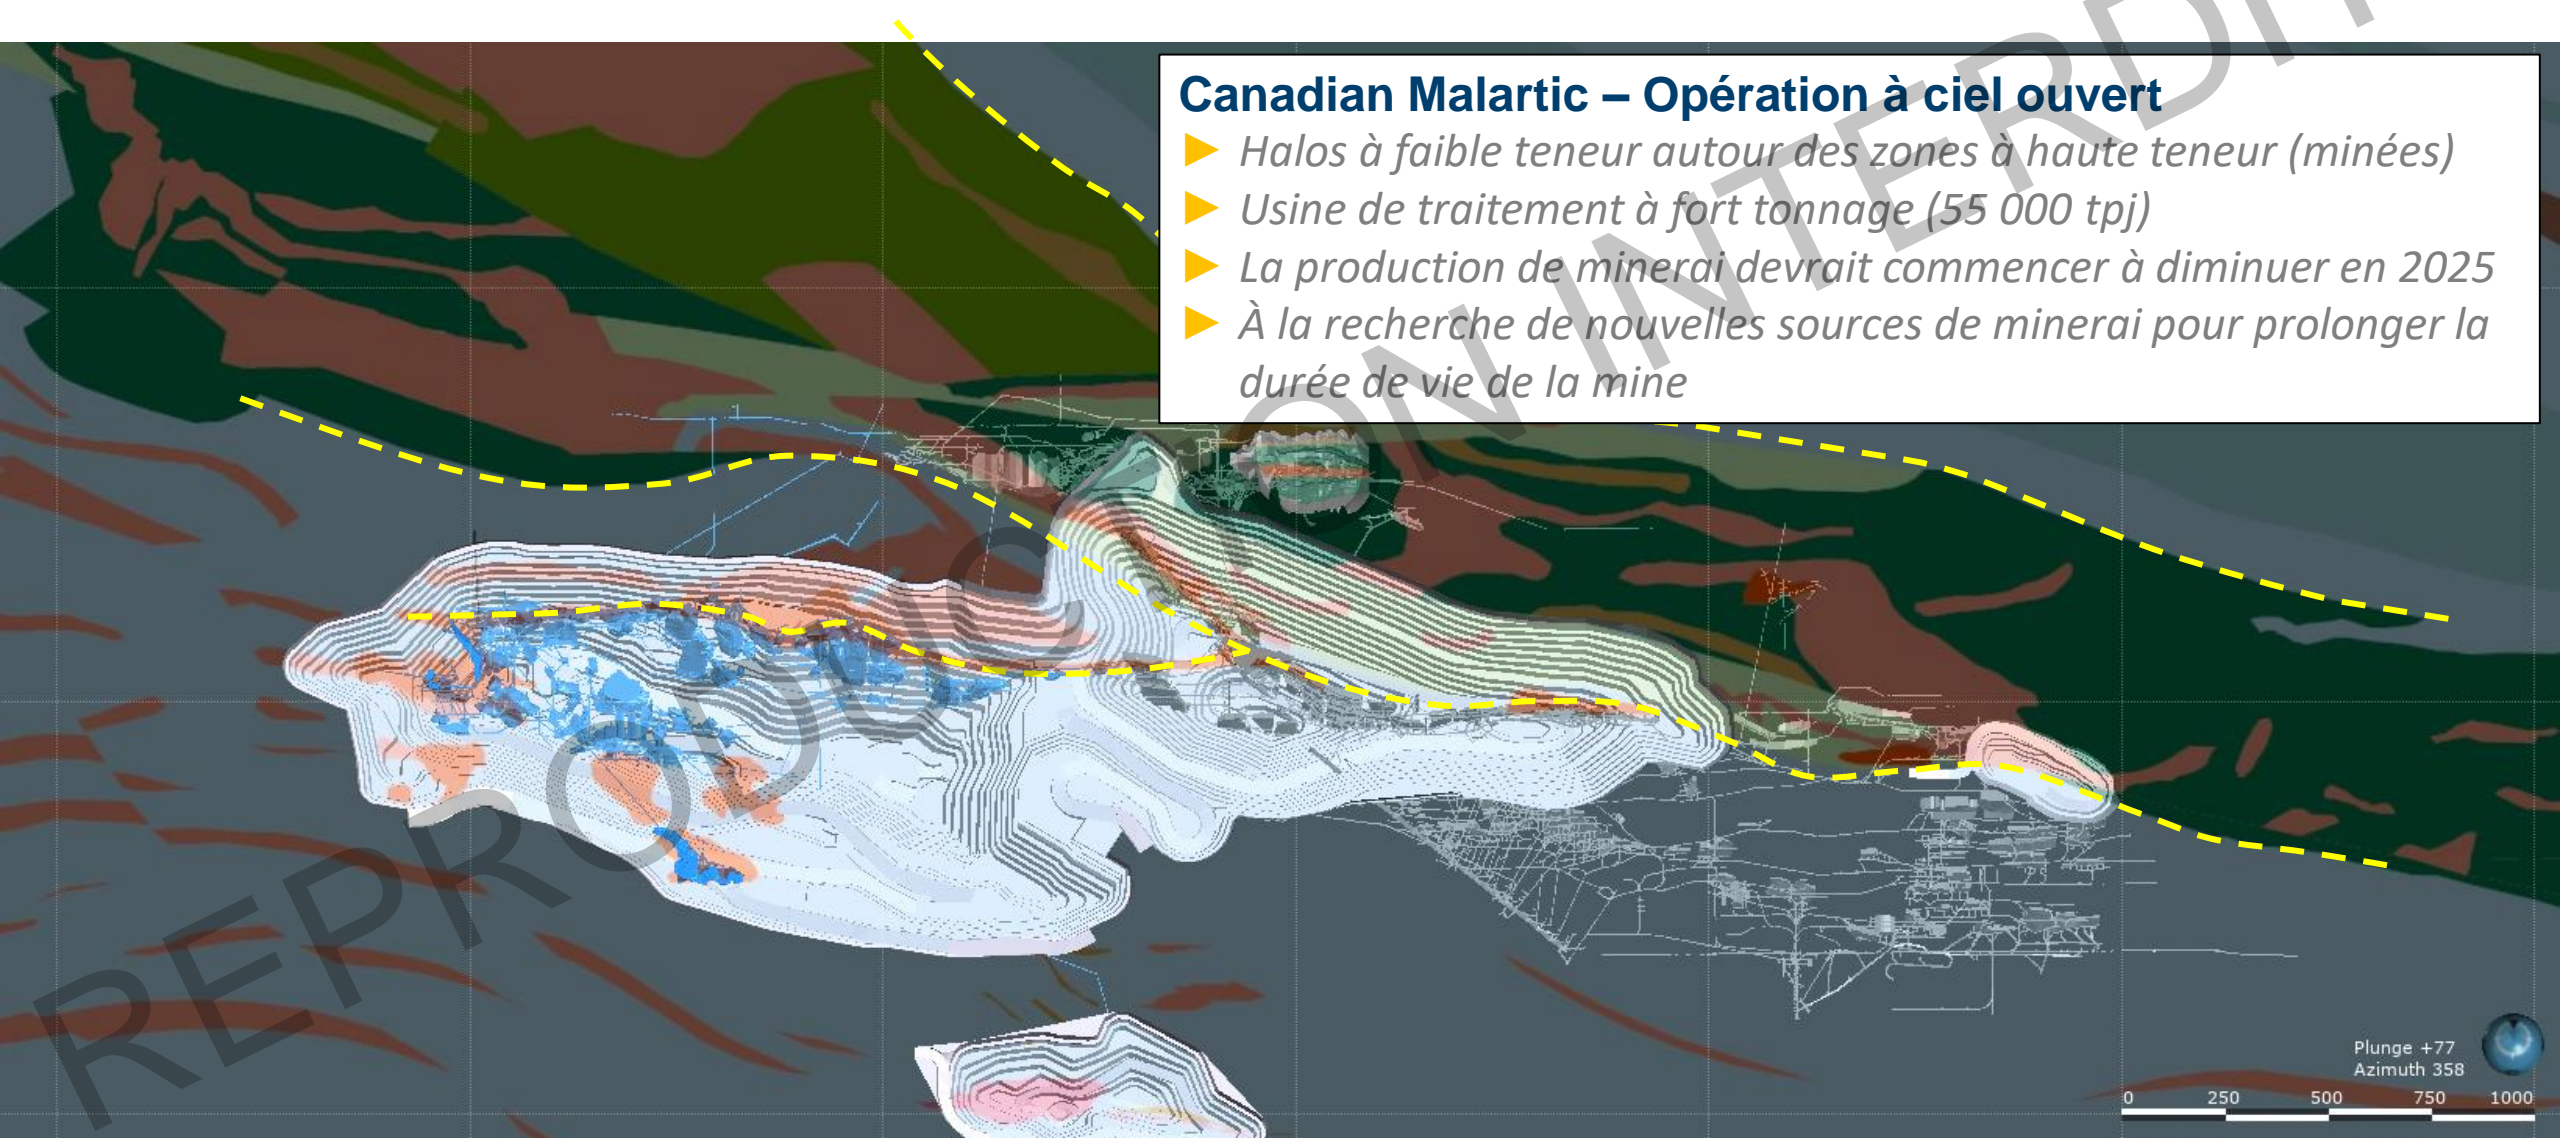 Canadian Malartic – Opération à ciel ouvert
► Halos à faible teneur autour des zones à haute teneur (minées)
► Usine de traitement à fort tonnage (55 000 tpj)
► La production de minerai devrait commencer à diminuer en 2025
► À la recherche de nouvelles sources de minerai pour prolonger la
durée de vie de la mine
REPRODUCTION INTERDIT
Plunge +77
Azimuth 358
0 250 500 750 1000